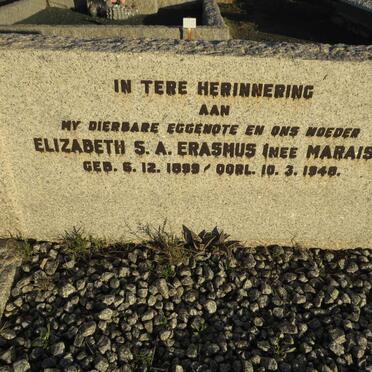 IN TERE HERINNERING
AAN
MY DIERBARE EGGENOTE EN ONS MOEDER
ELIZABETH S. A. ERASMUS (NEE MARAIS
GEB. 6. 12. 1899 / OORL. 10. 3. 1948.